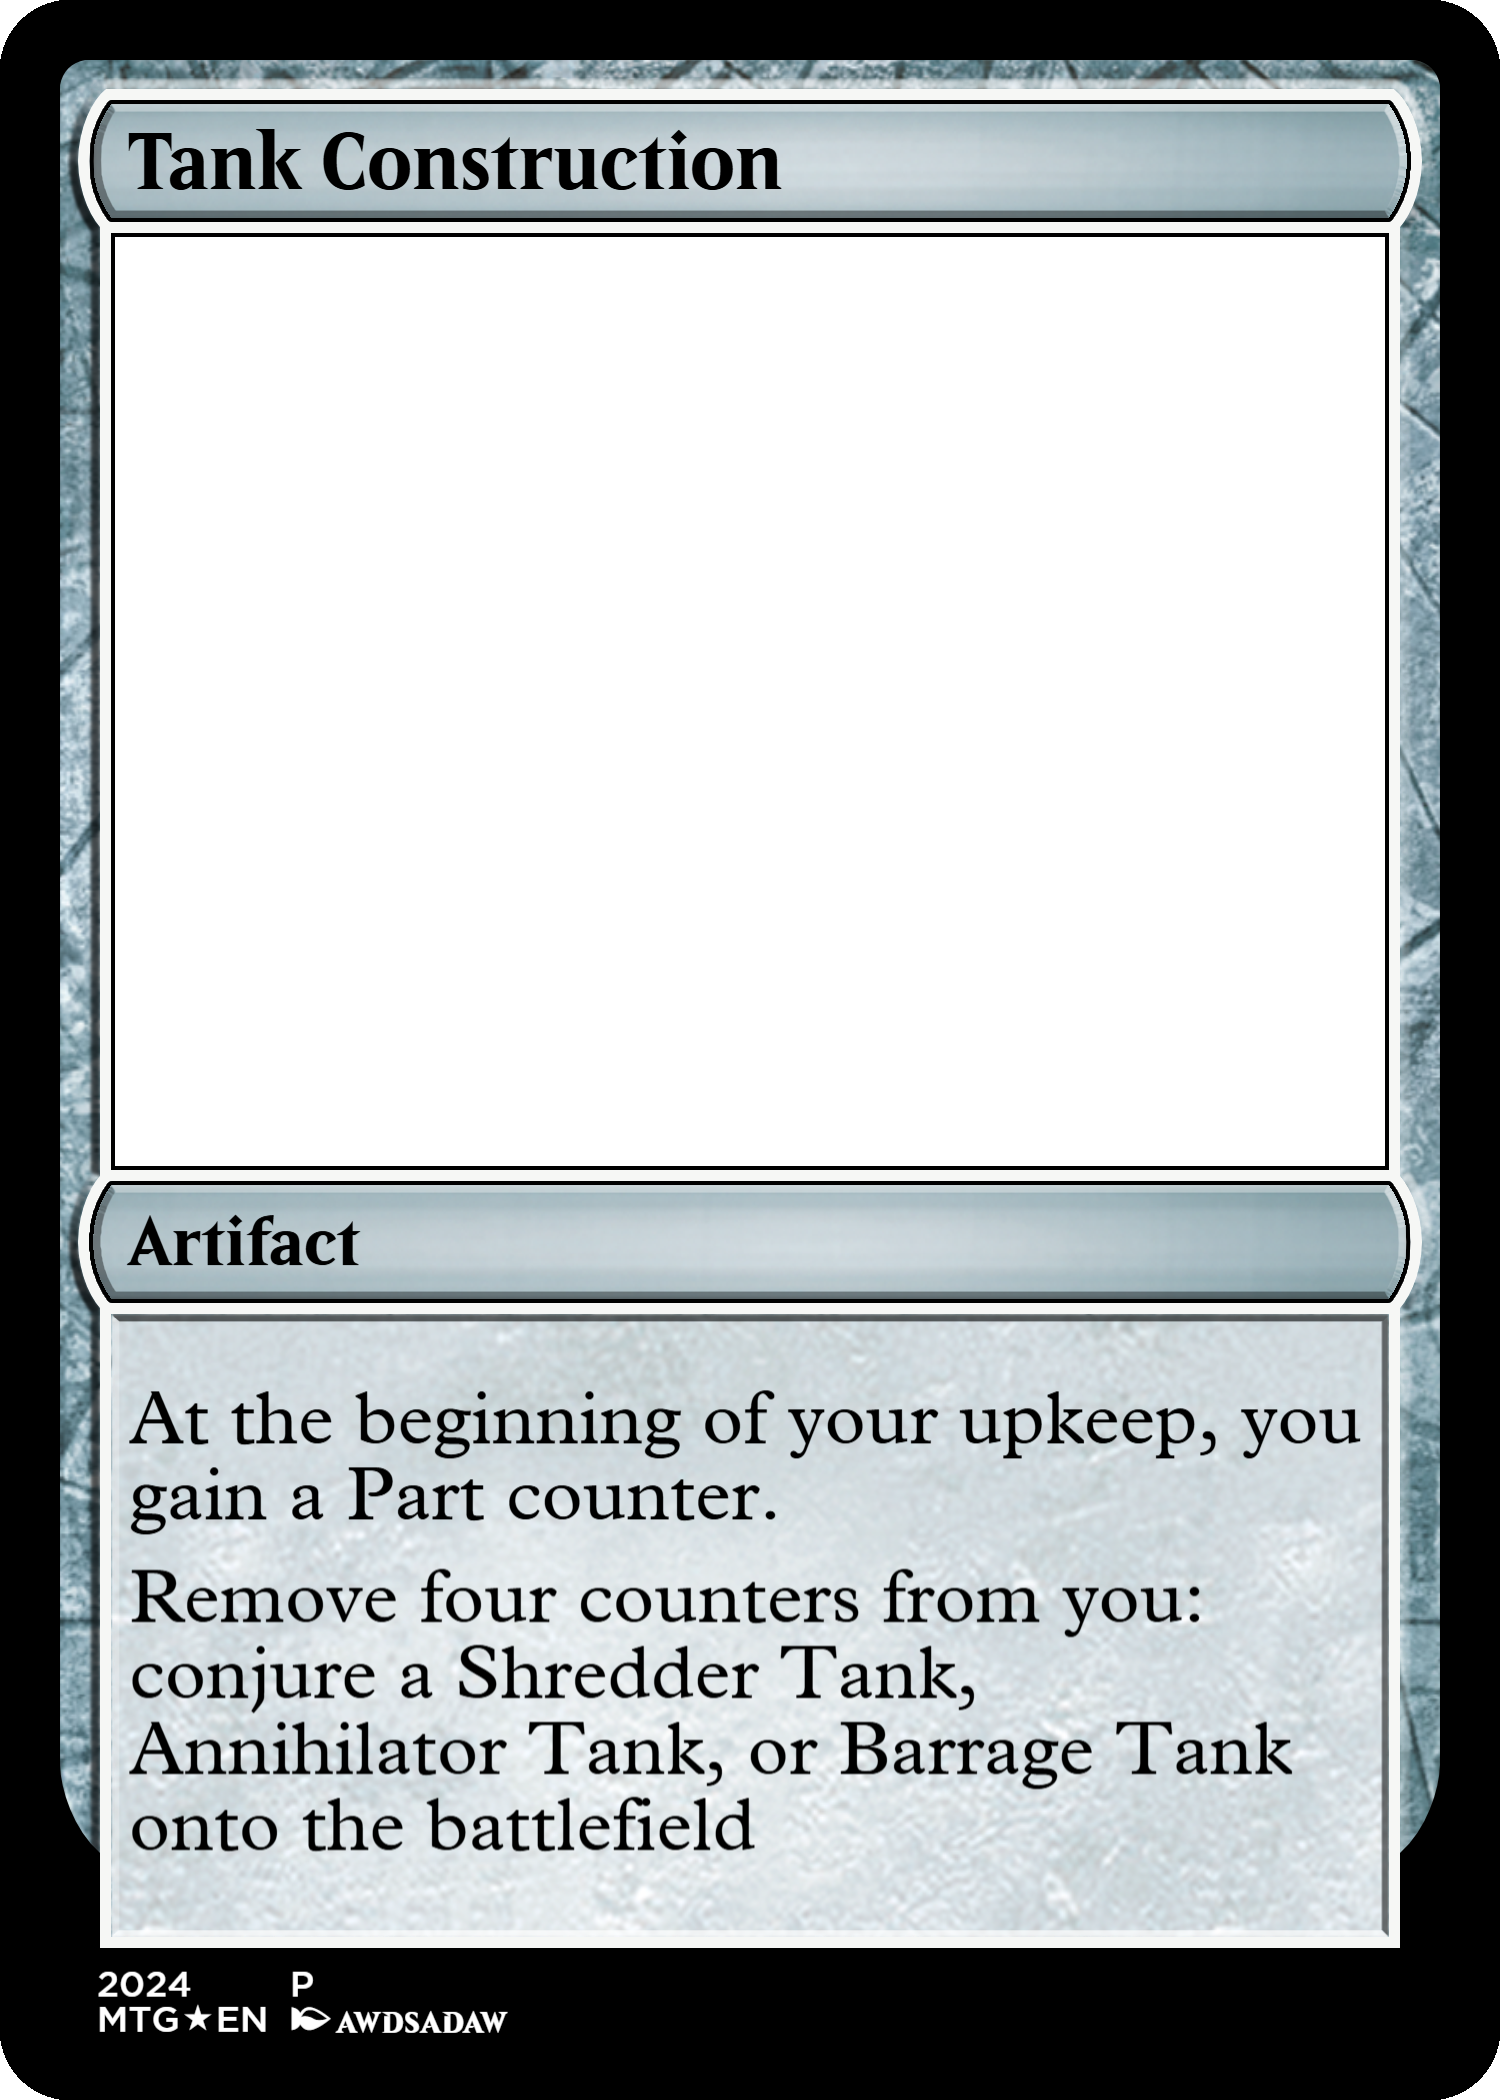 Tank Construction
Artifact
At the beginning of your upkeep, you
gain a Part counter.
Remove four counters from you:
conjure a Shredder Tank,
Annihilator Tank, or Barrage Tank
onto the battlefield
2024 P
MTG★EN AWDSADAW